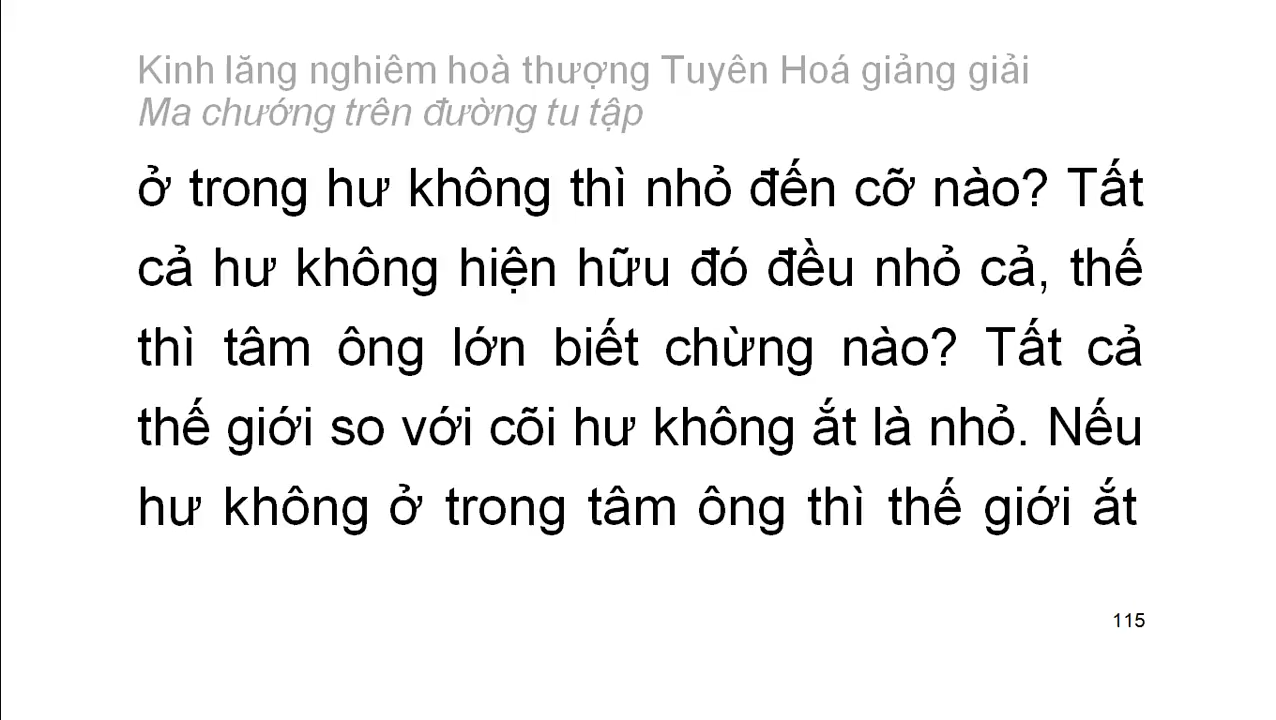 Kinh lăng nghiêm hoà thượng Tuyên Hoá giảng giải
Ma chướng trên đường tu tập
ở trong hư không thì nhỏ đến cỡ nào? Tất
cả hư không hiện hữu đó đều nhỏ cả, thế
thì tâm ông lớn biết chừng nào? Tất cả
thế giới so với cõi hư không ắt là nhỏ. Nếu
hư không ở trong tâm ông thì thế giới ắt
115